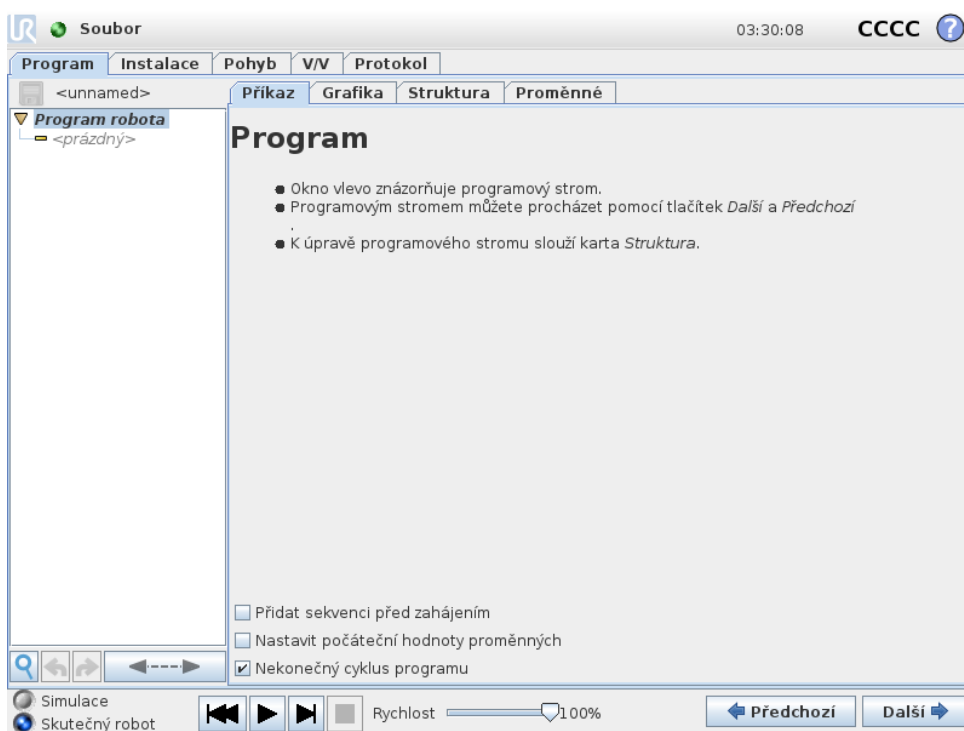 UR Soubor 03:30:08 CCCC ?
Program Instalace Pohyb V/V Protokol
<unnamed> Příkaz Grafika Struktura Proměnné
Program robota
<prázdný>
Program
Okno vlevo znázorňuje programový strom.
Programovým stromem můžete procházet pomocí tlačítek Další a Předchozí
.
K úpravě programového stromu slouží karta Struktura.
Přidat sekvenci před zahájením
Nastavit počáteční hodnoty proměnných
Nekonečný cyklus programu
Simulace
Skutečný robot
Rychlost 100%
Předchozí Další